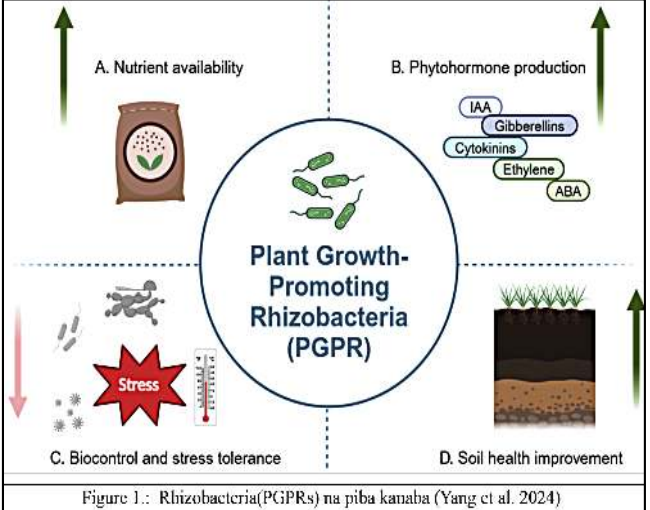 A. Nutrient availability
B. Phytohormone production
IAA
Gibberellins
Cytokinins
Ethylene
ABA
Plant Growth-
Promoting
Rhizobacteria
(PGPR)
Stress
C. Biocontrol and stress tolerance
D. Soil health improvement
Figure 1.: Rhizobacteria(PGPRs) na piba kanaba (Yang et al. 2024)